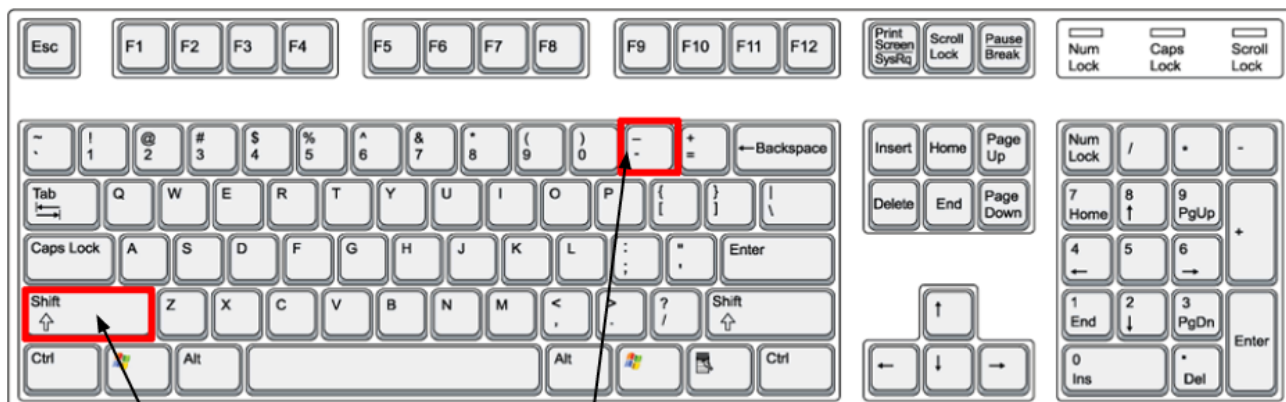 Esc F1 F2 F3 F4 F5 F6 F7 F8 F9 F10 F11 F12
Print Screen SysRq
Scroll Lock
Pause Break
Num Lock
Caps Lock
Scroll Lock
~ ` ! 1 @ 2 # 3 $ 4 % 5 ^ 6 & 7 * 8 ( 9 ) 0 _ - + = ←Backspace
Insert Home Page Up
Num Lock / * -
Tab Q W E R T Y U I O P { [ } ] | \
Delete End Page Down
7 Home 8 ↑ 9 PgUp +
Caps Lock A S D F G H J K L : ; " ' Enter
4 ← 5 6 →
Shift ⇧ Z X C V B N M < , > . ? / Shift ⇧
↑
1 End 2 ↓ 3 PgDn Enter
Ctrl Alt Alt Ctrl
← ↓ →
0 Ins . Del